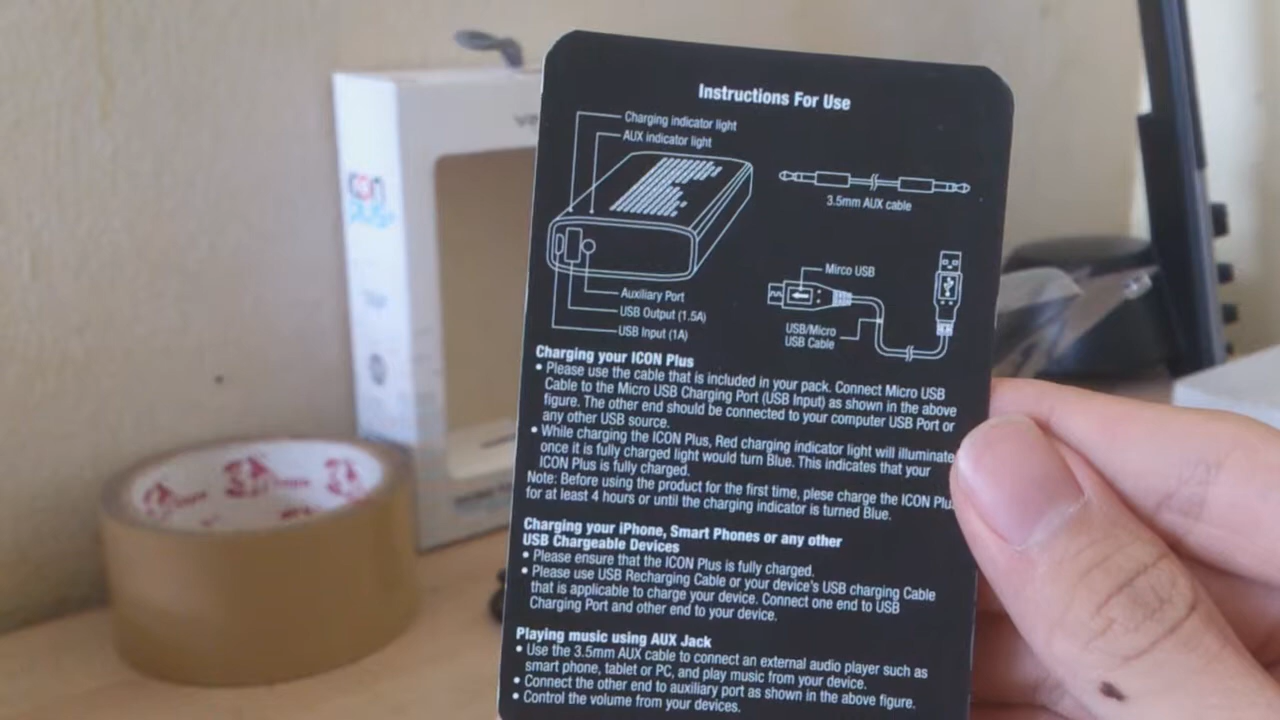 Instructions For Use
Charging indicator light
AUX indicator light
3.5mm AUX cable
Mirco USB
Auxiliary Port
USB Output (1.5A)
USB Input (1A)
USB/Micro
USB Cable
Charging your ICON Plus
• Please use the cable that is included in your pack. Connect Micro USB
Cable to the Micro USB Charging Port (USB Input) as shown in the above
figure. The other end should be connected to your computer USB Port or
any other USB source.
• While charging the ICON Plus, Red charging indicator light will illuminate
once it is fully charged light would turn Blue. This indicates that your
ICON Plus is fully charged.
Note: Before using the product for the first time, plese charge the ICON Plu
for at least 4 hours or until the charging indicator is turned Blue.
Charging your iPhone, Smart Phones or any other
USB Chargeable Devices
• Please ensure that the ICON Plus is fully charged.
• Please use USB Recharging Cable or your device's USB charging Cable
that is applicable to charge your device. Connect one end to USB
Charging Port and other end to your device.
Playing music using AUX Jack
• Use the 3.5mm AUX cable to connect an external audio player such as
smart phone, tablet or PC, and play music from your device.
• Connect the other end to auxiliary port as shown in the above figure.
• Control the volume from your devices.